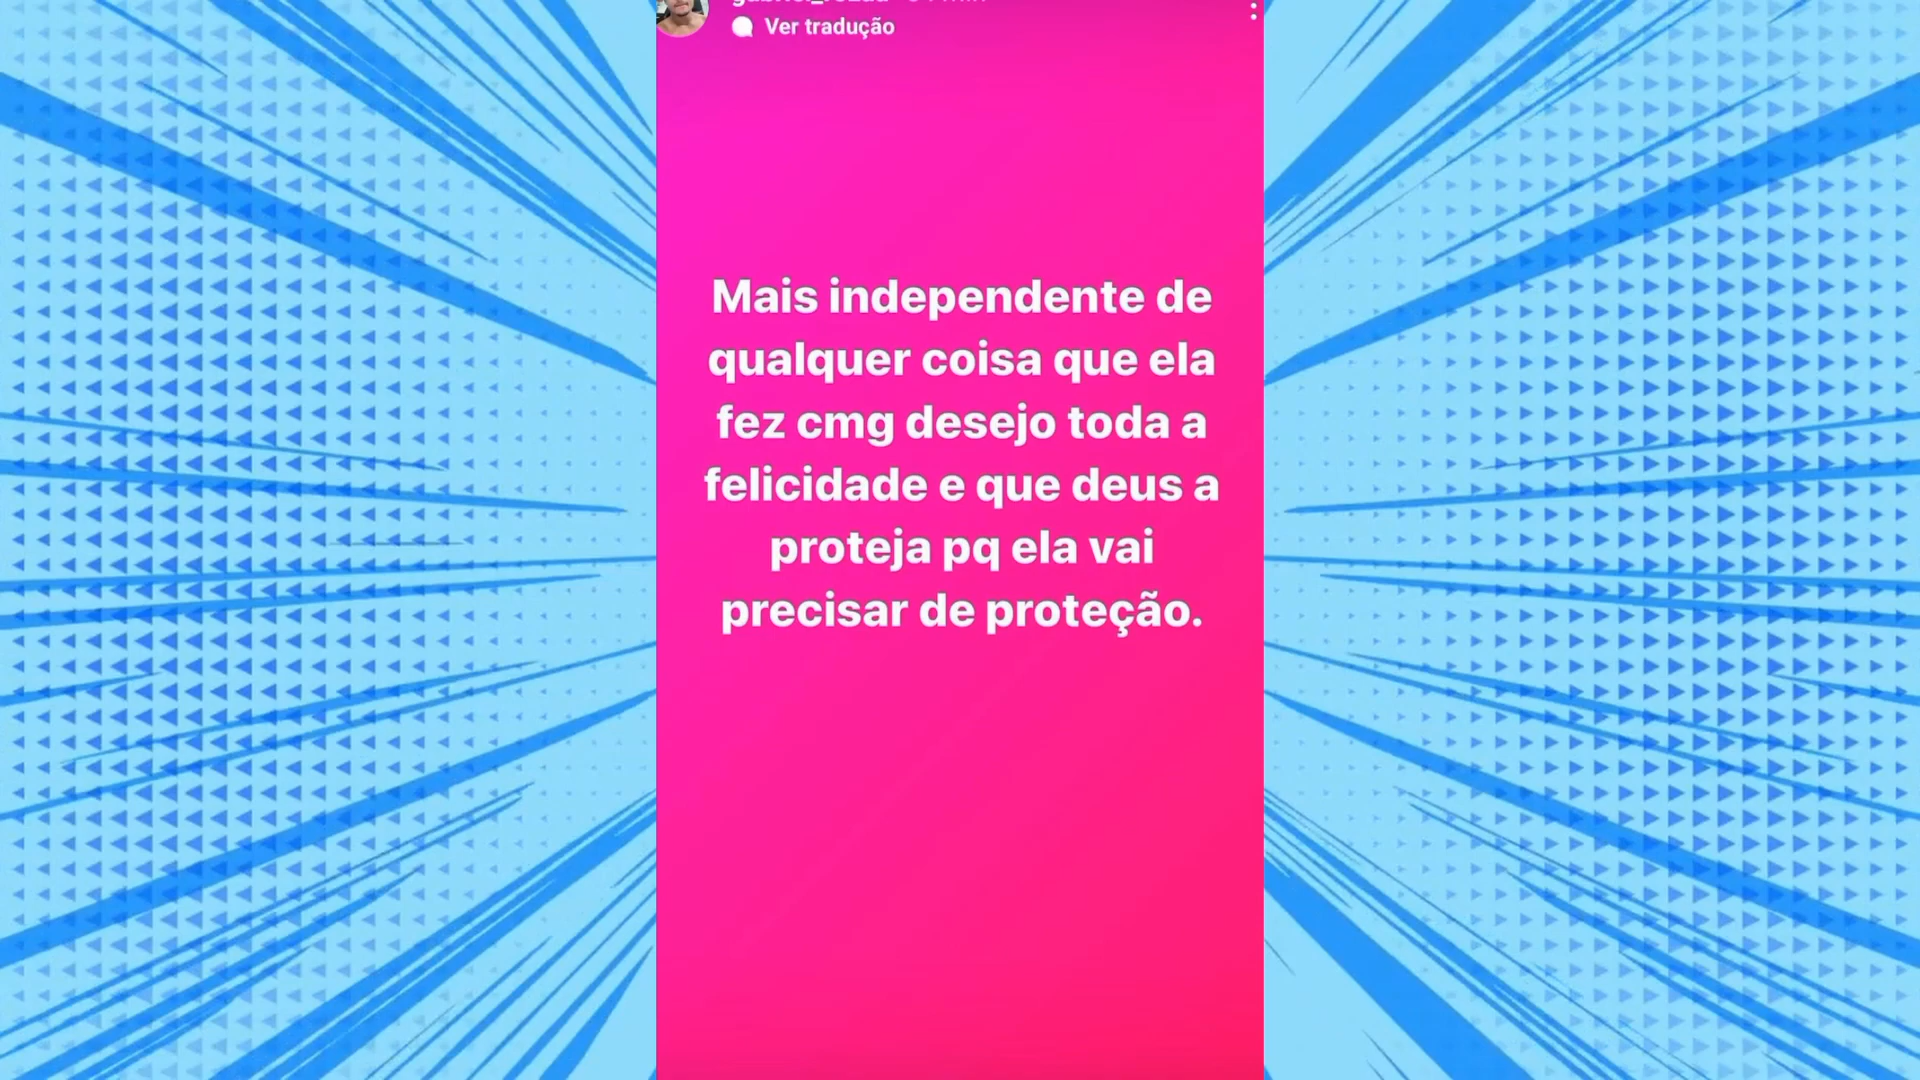 Ver tradução
Mais independente de
qualquer coisa que ela
fez cmg desejo toda a
felicidade e que deus a
proteja pq ela vai
precisar de proteção.